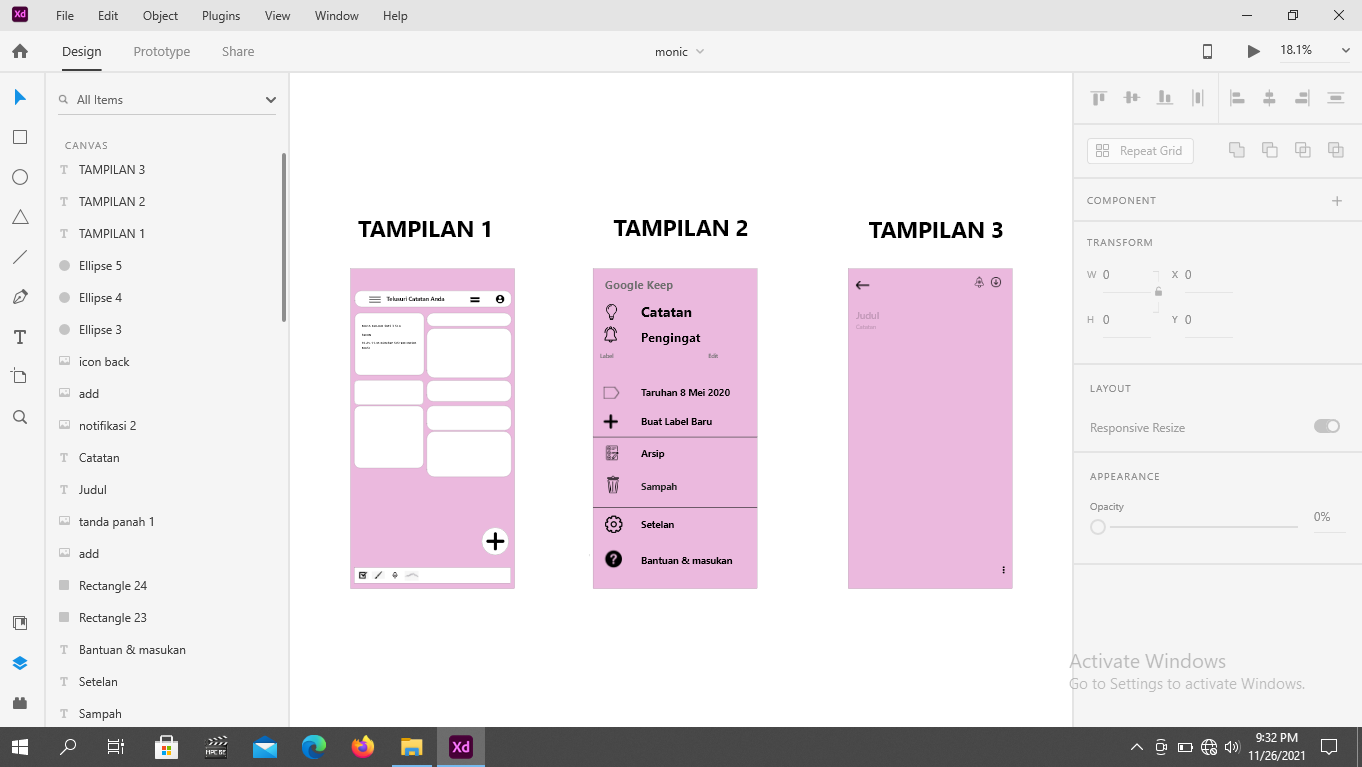 Xd File Edit Object Plugins View Window Help
Design Prototype Share monic 18.1%
All Items
CANVAS
TAMPILAN 3
TAMPILAN 2
TAMPILAN 1
Ellipse 5
Ellipse 4
Ellipse 3
icon back
add
notifikasi 2
Catatan
Judul
tanda panah 1
add
Rectangle 24
Rectangle 23
Bantuan & masukan
Setelan
Sampah
TAMPILAN 1
Telusuri Catatan Anda
TAMPILAN 2
Google Keep
Catatan
Pengingat
Label Edit
Taruhan 8 Mei 2020
Buat Label Baru
Arsip
Sampah
Setelan
Bantuan & masukan
TAMPILAN 3
Judul
Catatan
Repeat Grid
COMPONENT
TRANSFORM
W 0 X 0
H 0 Y 0
LAYOUT
Responsive Resize
APPEARANCE
Opacity
0%
Activate Windows
Go to Settings to activate Windows.
MPC BE
Xd
9:32 PM
11/26/2021